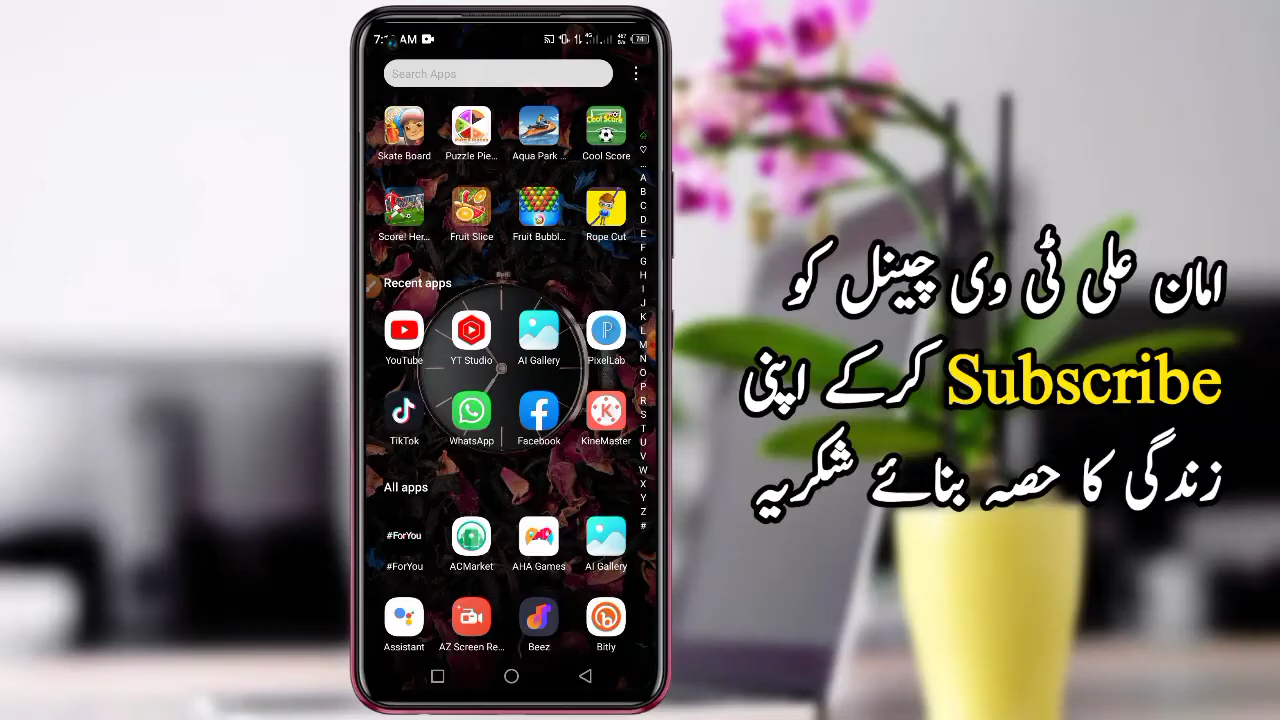 AM
74
Search Apps
Skate Board
Puzzle Pie...
Aqua Park ...
Cool Score
Score! Her...
Fruit Slice
Fruit Bubbl...
Rope Cut
Recent apps
YouTube
YT Studio
AI Gallery
PixelLab
TikTok
WhatsApp
Facebook
KineMaster
All apps
#ForYou
#ForYou
ACMarket
AHA Games
AI Gallery
Assistant
AZ Screen Re...
Beez
Bitly
A
B
C
D
E
F
G
H
I
J
K
L
M
N
O
P
R
S
T
U
V
W
X
Y
Z
#
امان علی ٹی وی چینل کو
Subscribe کرکے اپنی
زندگی کا حصہ بنائے شکریہ